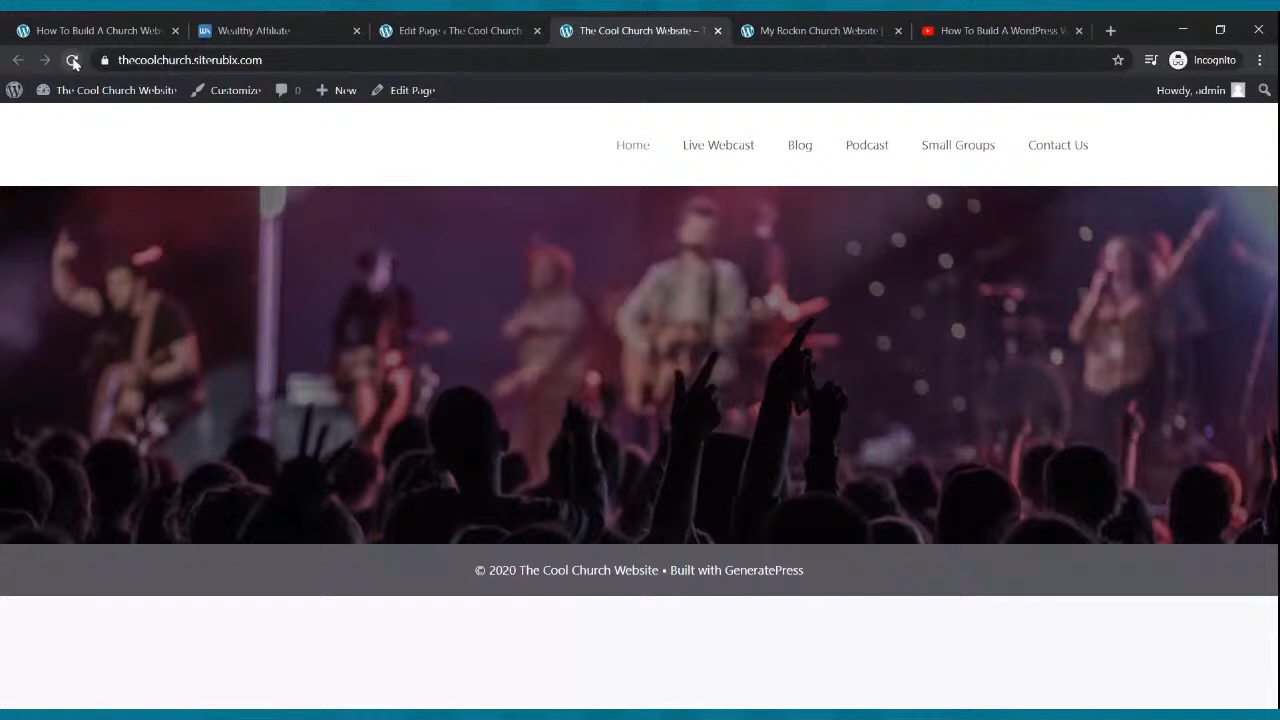 How To Build A Church Web
Wealthy Affiliate
Edit Page ‹ The Cool Church
The Cool Church Website –
My Rockin Church Website
How To Build A WordPress
thecoolchurch.siterubix.com
Incognito
The Cool Church Website
Customize
0
New
Edit Page
Howdy, admin
Home
Live Webcast
Blog
Podcast
Small Groups
Contact Us
© 2020 The Cool Church Website • Built with GeneratePress